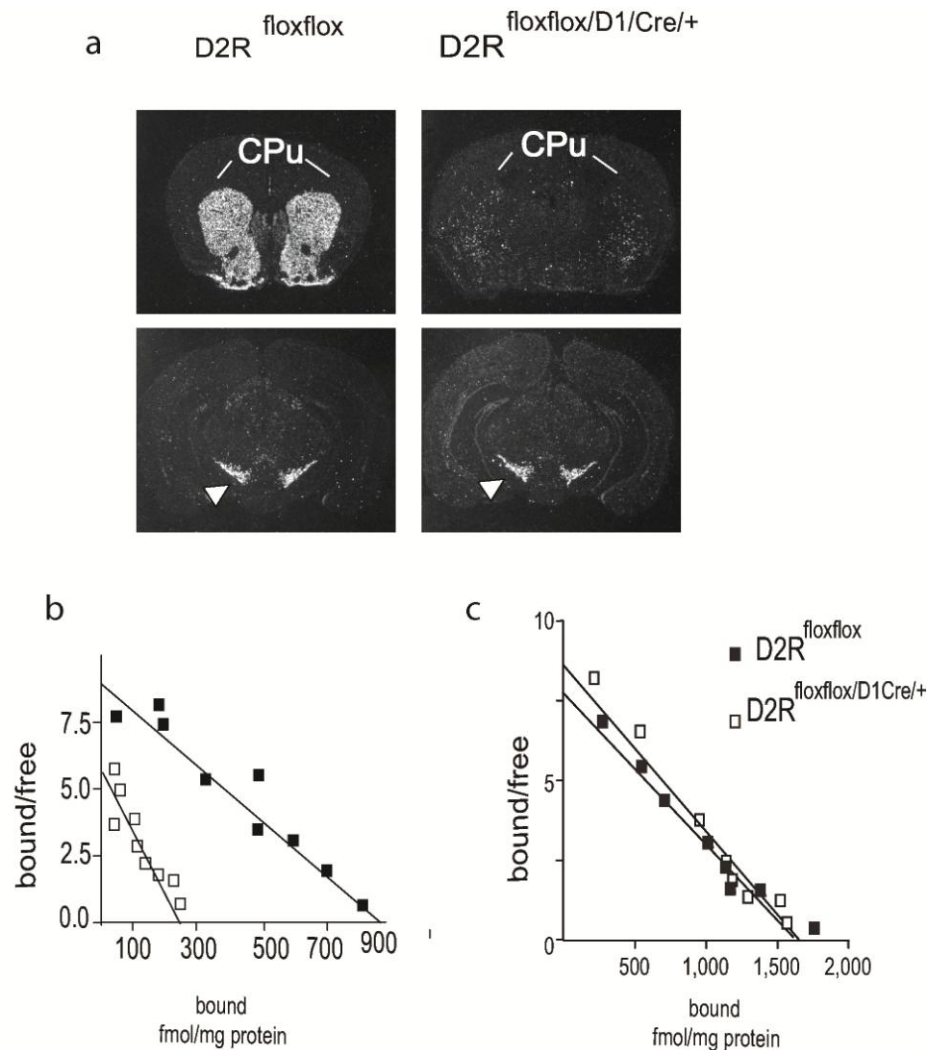 a
D2R floxflox
D2R floxflox/D1/Cre/+
CPu
CPu
b
bound/free
7.5
5.0
2.5
0.0
100
300
500
700
900
bound
fmol/mg protein
c
bound/free
10
5
0
500
1,000
1,500
2,000
bound
fmol/mg protein
D2R floxflox
D2R floxflox/D1Cre/+